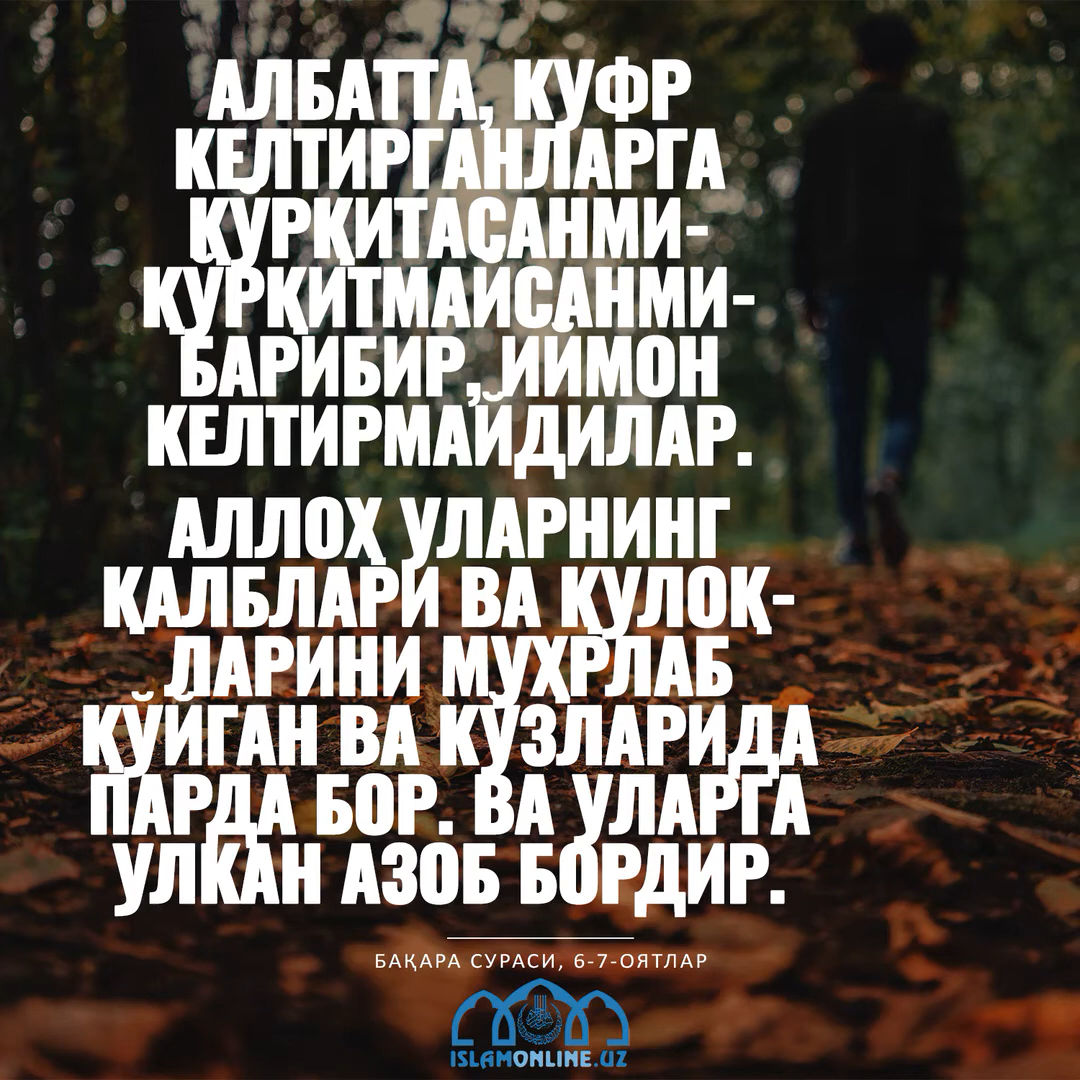 АЛБАТТА, КУФР
КЕЛТИРГАНЛАРГА
ҚЎРҚИТАСАНМИ-
ҚЎРҚИТМАЙСАНМИ-
БАРИБИР, ИЙМОН
КЕЛТИРМАЙДИЛАР.
АЛЛОҲ УЛАРНИНГ
ҚАЛБЛАРИ ВА ҚУЛОҚ-
ЛАРИНИ МУҲРЛАБ
ҚЎЙГАН ВА КЎЗЛАРИДА
ПАРДА БОР. ВА УЛАРГА
УЛКАН АЗОБ БОРДИР.
БАҚАРА СУРАСИ, 6-7-ОЯТЛАР
ISLAMONLINE.UZ